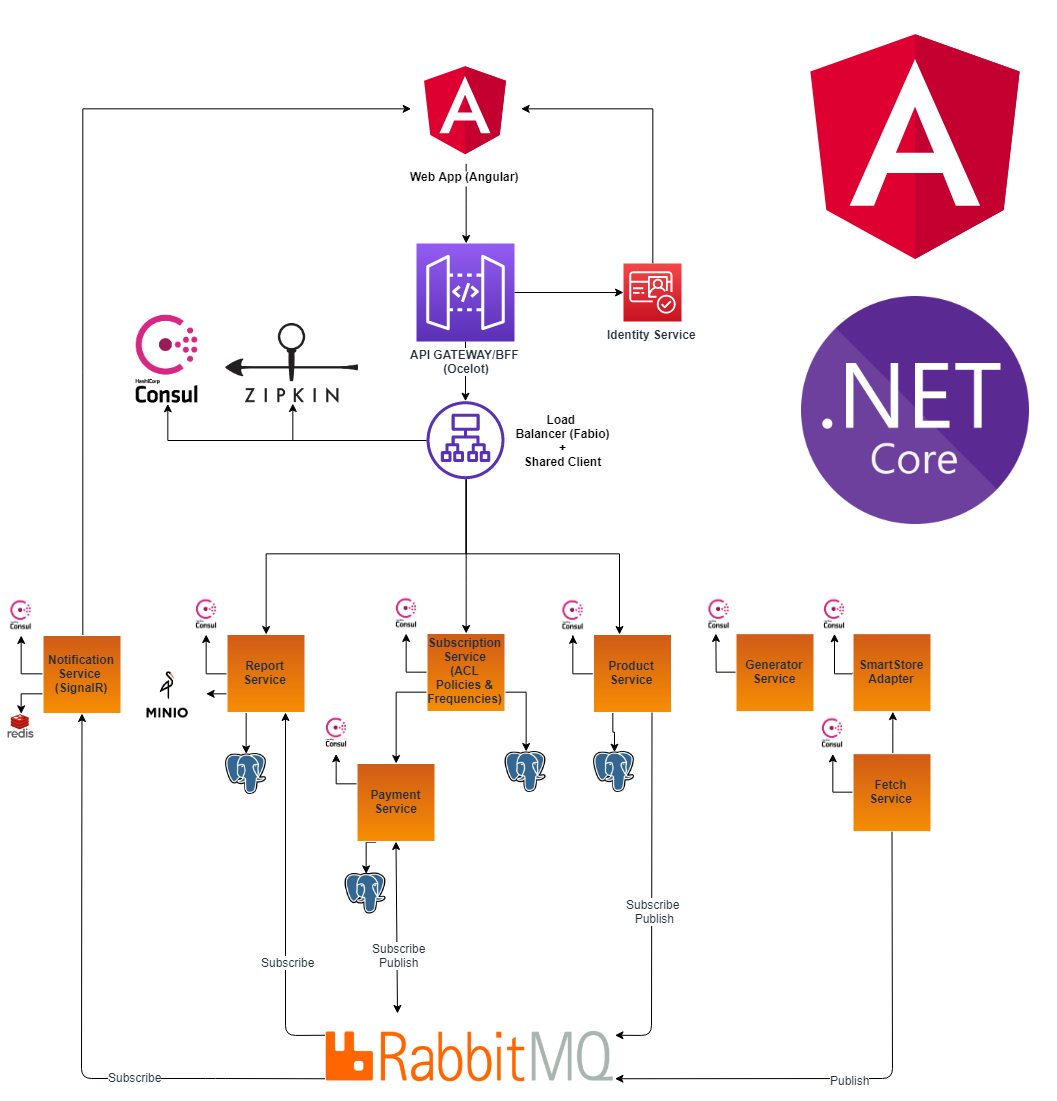 Web App (Angular)
Identity Service
API GATEWAY/BFF
(Ocelot)
HashiCorp
Consul
ZIPKIN
Load
Balancer (Fabio)
+
Shared Client
.NET
Core
Consul
Notification
Service
(SignalR)
redis
Consul
Report
Service
MINIO
Consul
Subscription
Service
(ACL
Policies &
Frequencies)
Consul
Product
Service
Consul
Generator
Service
Consul
SmartStore
Adapter
Consul
Payment
Service
Consul
Fetch
Service
Subscribe
Publish
Subscribe
Publish
Subscribe
RabbitMQ
Subscribe
Publish